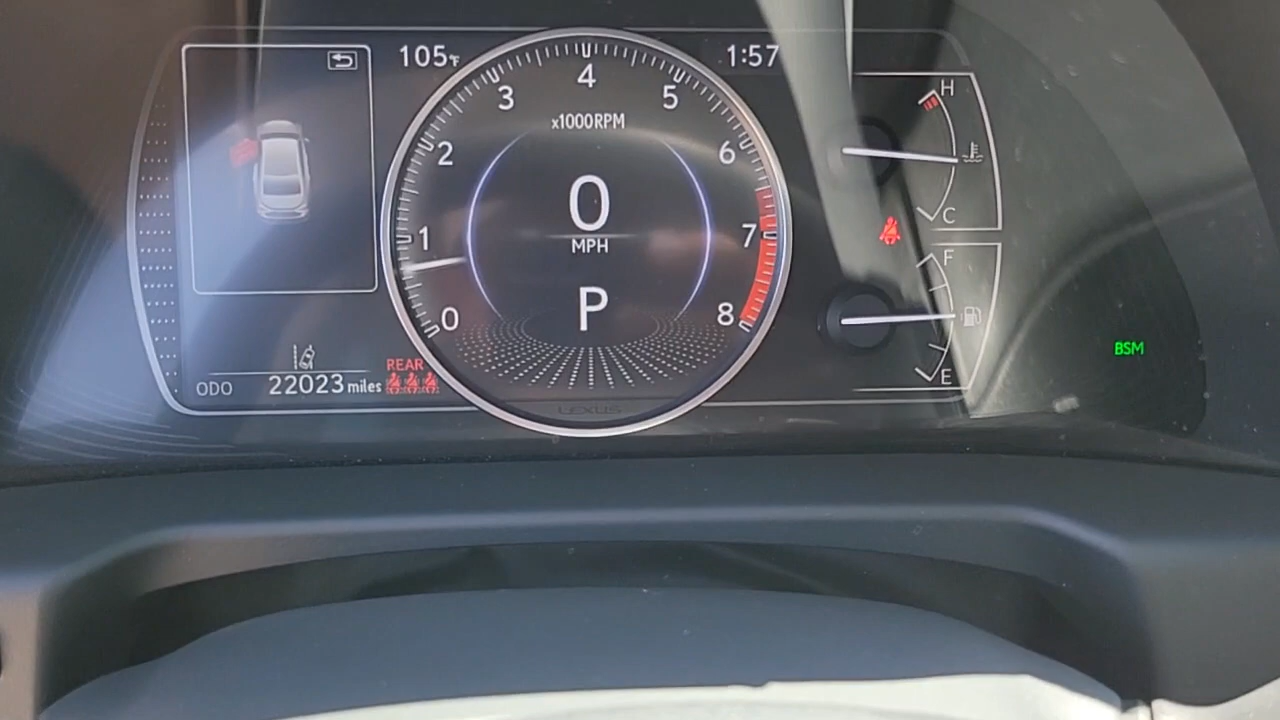 105°F
1:57
0
1
2
3
4
5
6
7
8
x1000RPM
0
MPH
P
H
C
F
E
BSM
REAR
ODO 22023 miles
LEXUS